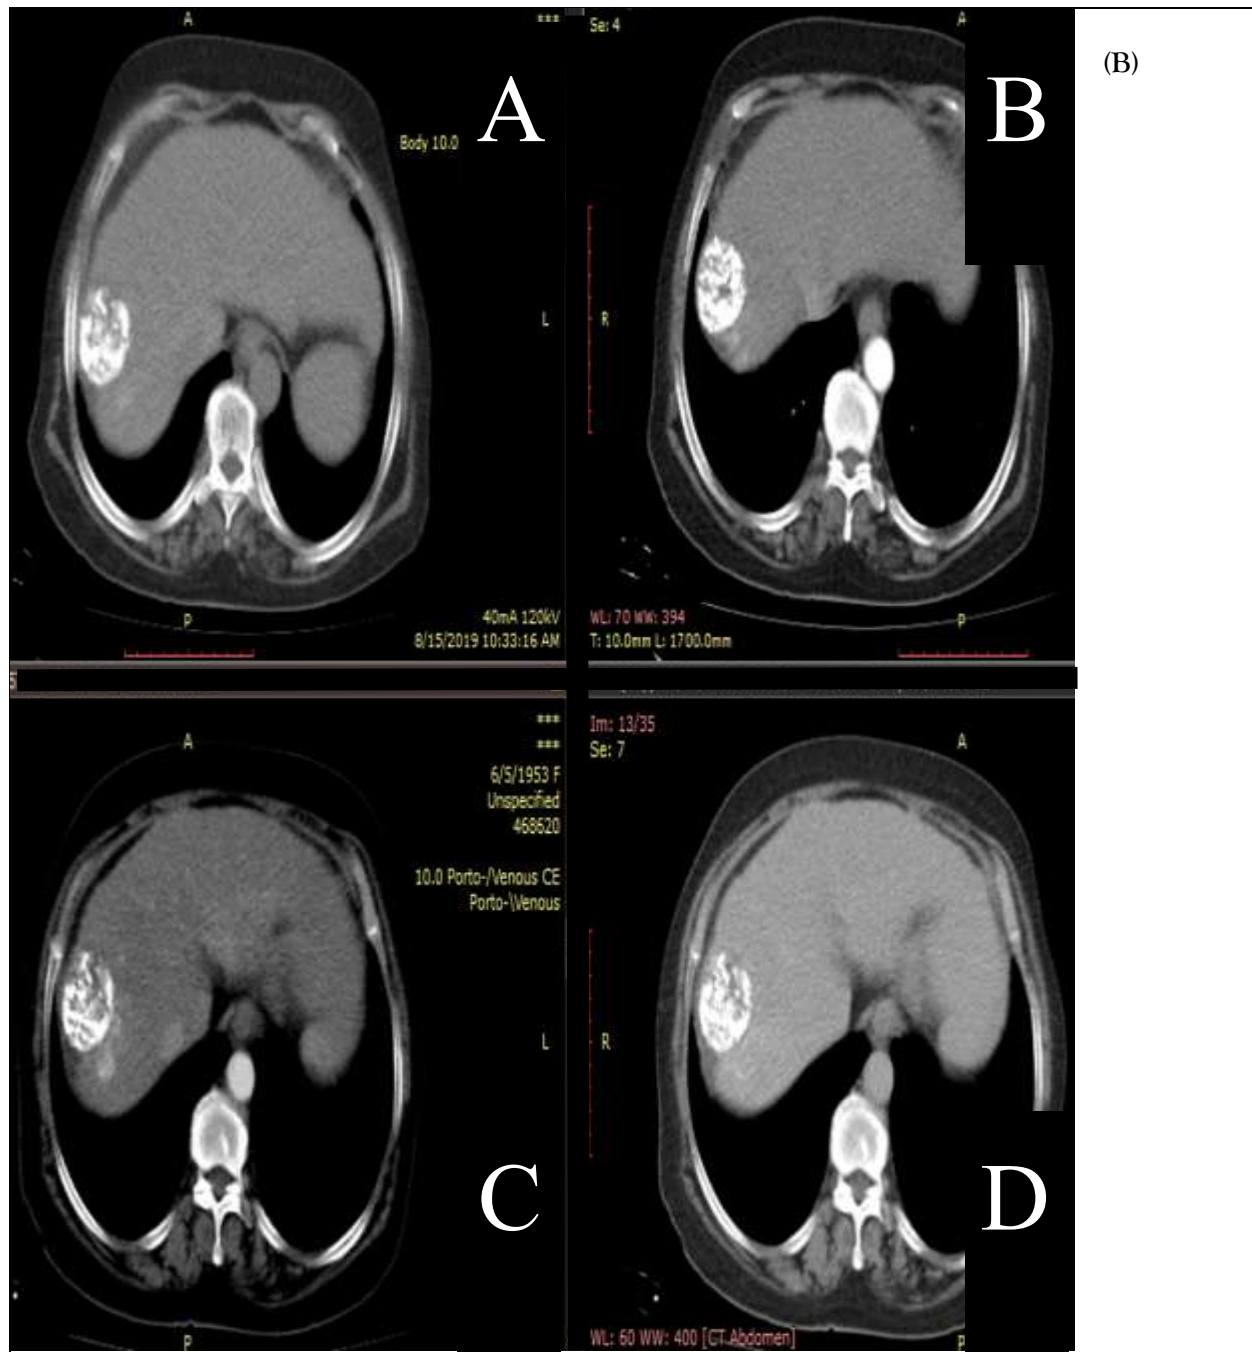 A
***
Body 10.0
A
L
40mA 120kV
8/15/2019 10:33:16 AM
P
Se: 4
A
B
R
WL: 70 WW: 394
T: 10.0mm L: 1700.0mm
P
(B)
A
***
***
6/5/1953 F
Unspecified
468620
10.0 Porto-/Venous CE
Porto-\Venous
L
C
P
Im: 13/35
Se: 7
A
R
D
WL: 60 WW: 400 [CT Abdomen]
P